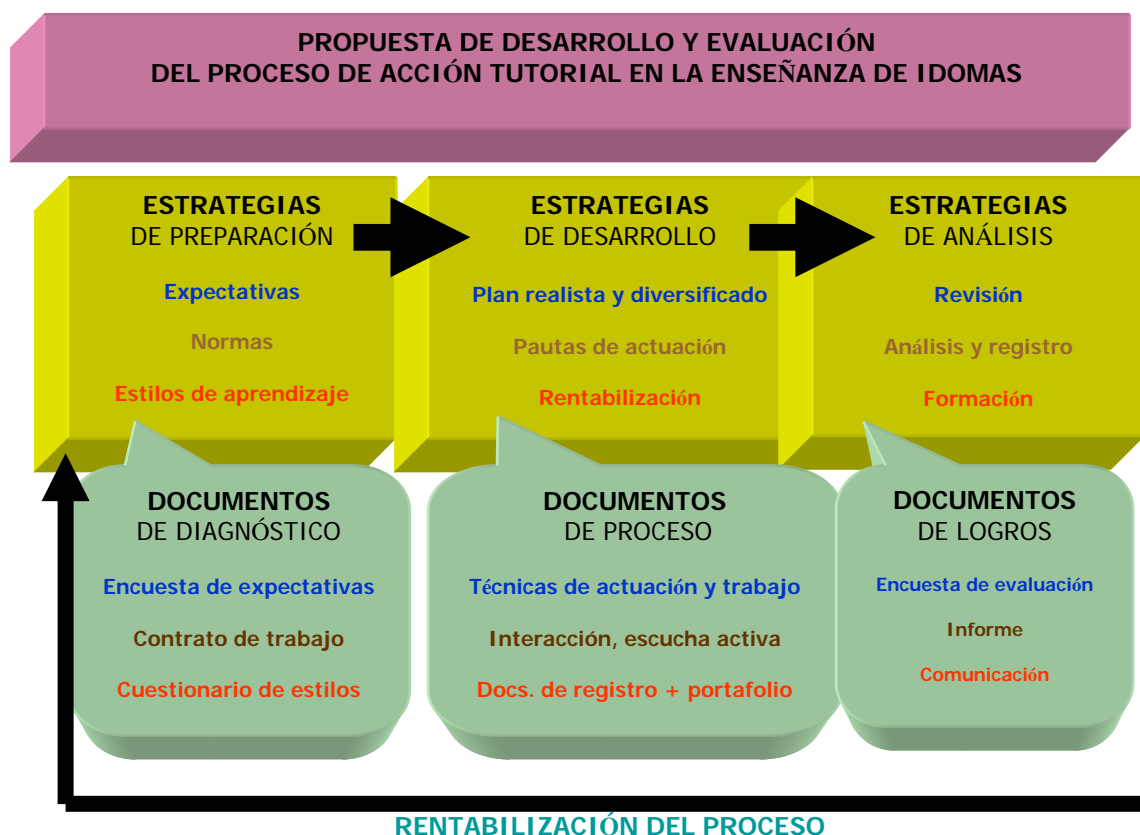 PROPUESTA DE DESARROLLO Y EVALUACIÓN
DEL PROCESO DE ACCIÓN TUTORIAL EN LA ENSEÑANZA DE IDOMAS
ESTRATEGIAS
DE PREPARACIÓN
Expectativas
Normas
Estilos de aprendizaje
ESTRATEGIAS
DE DESARROLLO
Plan realista y diversificado
Pautas de actuación
Rentabilización
ESTRATEGIAS
DE ANÁLISIS
Revisión
Análisis y registro
Formación
DOCUMENTOS
DE DIAGNÓSTICO
Encuesta de expectativas
Contrato de trabajo
Cuestionario de estilos
DOCUMENTOS
DE PROCESO
Técnicas de actuación y trabajo
Interacción, escucha activa
Docs. de registro + portafolio
DOCUMENTOS
DE LOGROS
Encuesta de evaluación
Informe
Comunicación
RENTABILIZACIÓN DEL PROCESO